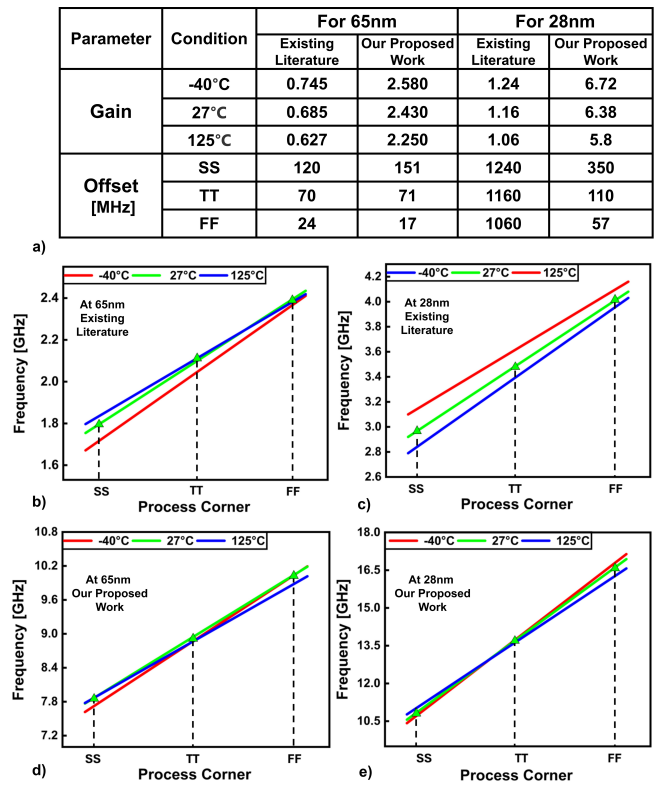 Parameter Condition For 65nm For 28nm
Existing Literature Our Proposed Work Existing Literature Our Proposed Work
Gain
-40°C 0.745 2.580 1.24 6.72
27°C 0.685 2.430 1.16 6.38
125°C 0.627 2.250 1.06 5.8
Offset [MHz]
SS 120 151 1240 350
TT 70 71 1160 110
FF 24 17 1060 57
a)
-40°C 27°C 125°C
At 65nm
Existing
Literature
Frequency [GHz]
2.4
2.2
2.0
1.8
1.6
SS TT FF
Process Corner
b)
-40°C 27°C 125°C
At 28nm
Existing
Literature
Frequency [GHz]
4.2
4.0
3.8
3.6
3.4
3.2
3.0
2.8
2.6
SS TT FF
Process Corner
c)
-40°C 27°C 125°C
At 65nm
Our Proposed
Work
Frequency [GHz]
10.8
10.2
9.6
9.0
8.4
7.8
7.2
SS TT FF
Process Corner
d)
-40°C 27°C 125°C
At 28nm
Our Proposed
Work
Frequency [GHz]
18.0
16.5
15.0
13.5
12.0
10.5
SS TT FF
Process Corner
e)